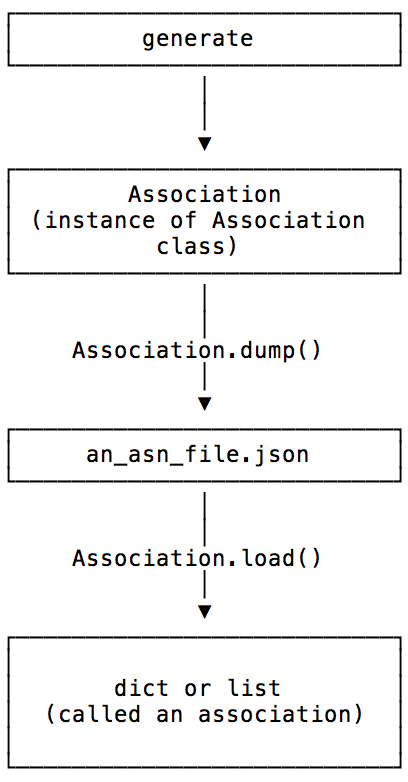 generate
Association
(instance of Association
class)
Association.dump()
an_asn_file.json
Association.load()
dict or list
(called an association)